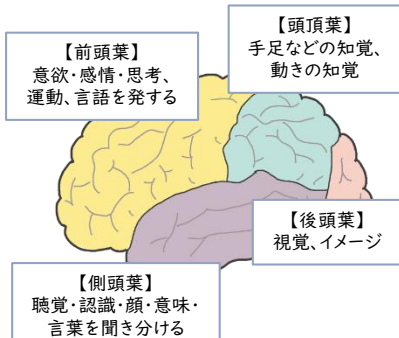 【前頭葉】
意欲・感情・思考、
運動、言語を発する
【頭頂葉】
手足などの知覚、
動きの知覚
【後頭葉】
視覚、イメージ
【側頭葉】
聴覚・認識・顔・意味・
言葉を聞き分ける